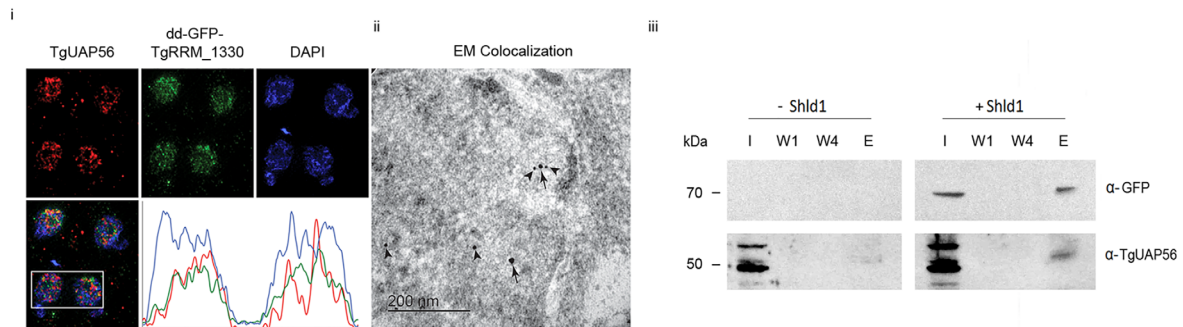 i
TgUAP56
dd-GFP-
TgRRM_1330
DAPI
ii
EM Colocalization
200 nm
iii
- Shld1
+ Shld1
kDa
I W1 W4 E
I W1 W4 E
70
α-GFP
50
α-TgUAP56